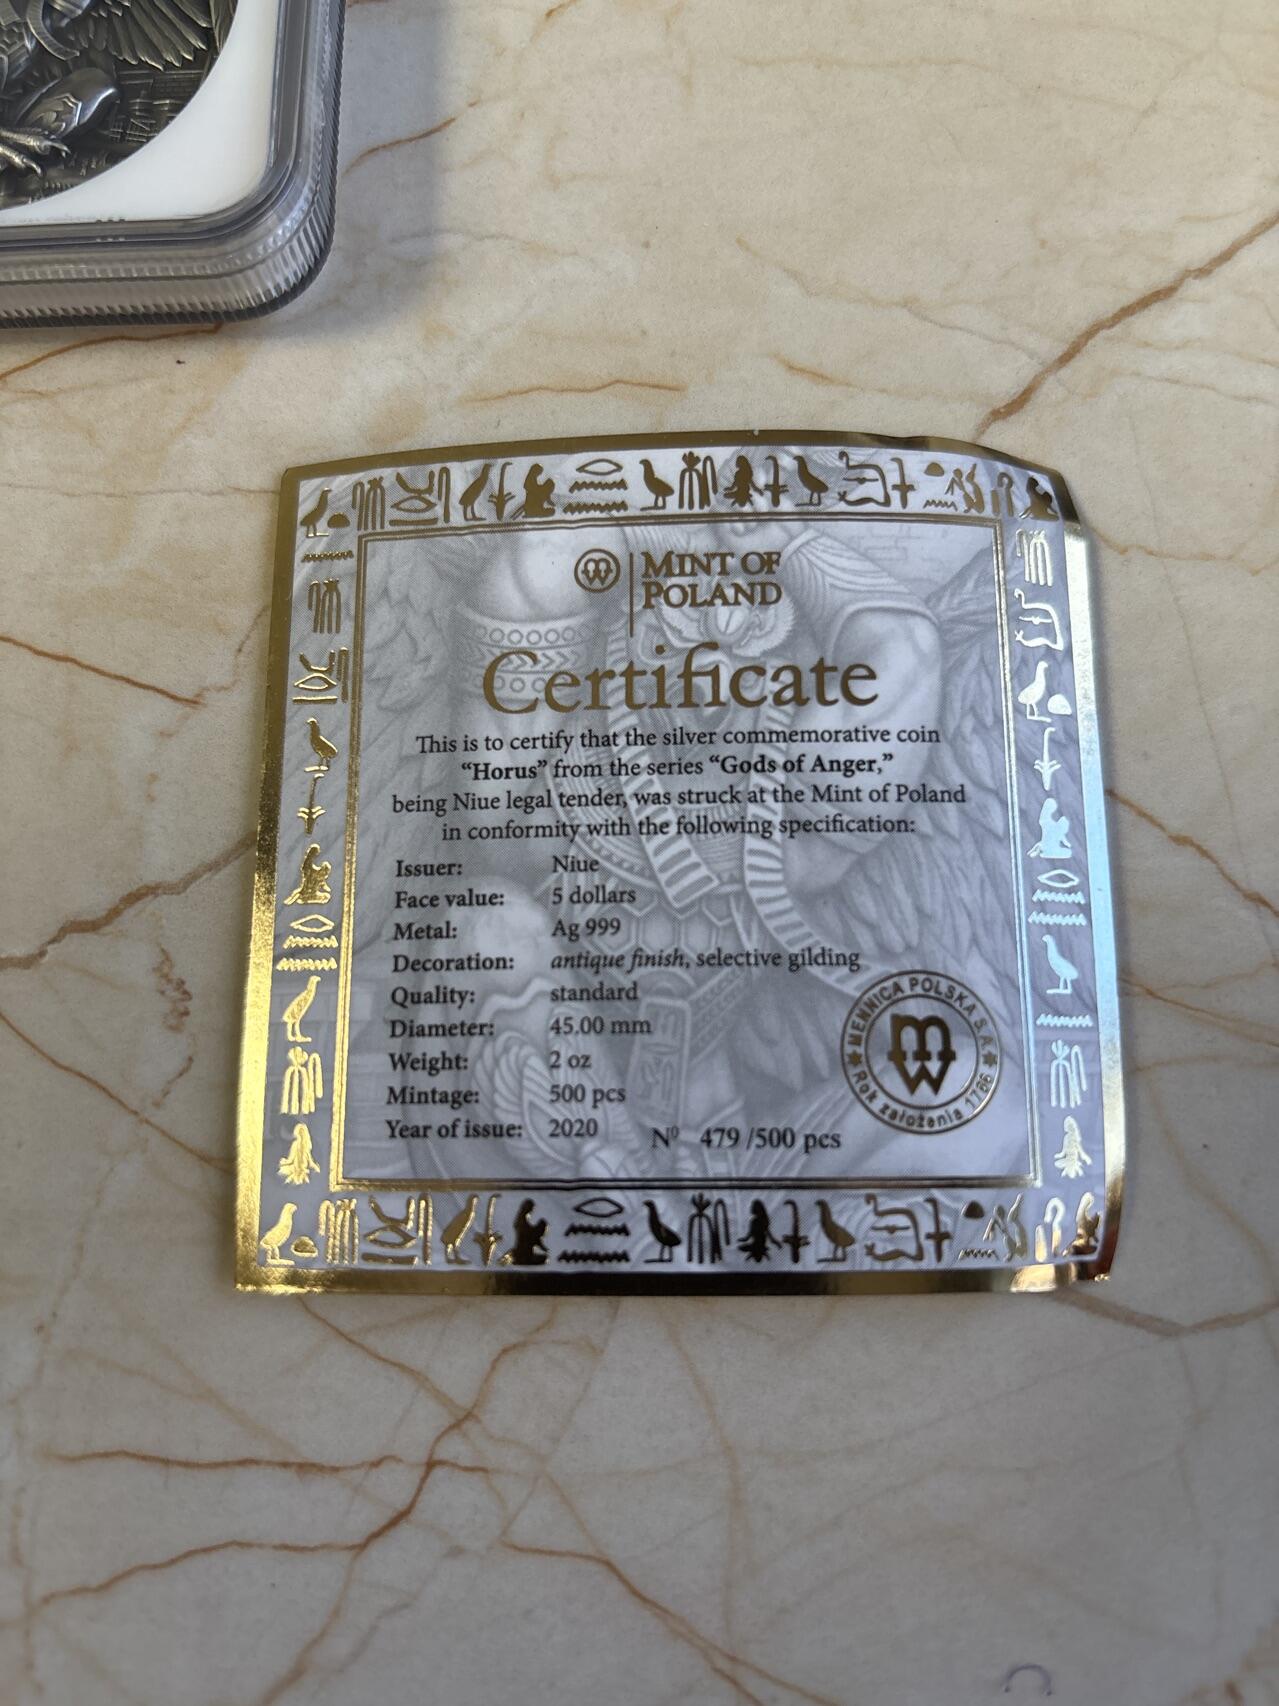 MINT OF
POLAND
Certificate
This is to certify that the silver commemorative coin
“Horus” from the series “Gods of Anger,”
being Niue legal tender, was struck at the Mint of Poland
in conformity with the following specification:
Issuer: Niue
Face value: 5 dollars
Metal: Ag 999
Decoration: antique finish, selective gilding
Quality: standard
Diameter: 45.00 mm
Weight: 2 oz
Mintage: 500 pcs
Year of issue: 2020
Nº 479 /500 pcs
MENNICA POLSKA S.A.
Rok założenia 1766